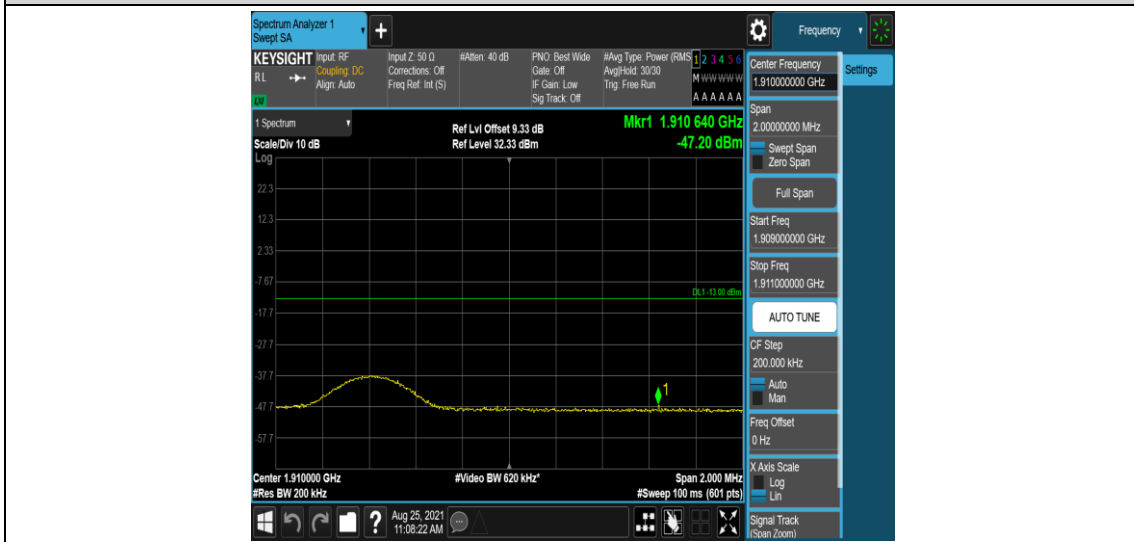 Spectrum Analyzer 1
Swept SA
Frequency
KEYSIGHT
RL
LXI
Input: RF
Coupling: DC
Align: Auto
Input Z: 50 Ω
Corrections: Off
Freq Ref: Int (S)
#Atten: 40 dB
PNO: Best Wide
Gate: Off
IF Gain: Low
Sig Track: Off
#Avg Type: Power (RMS
Avg|Hold: 30/30
Trig: Free Run
1 2 3 4 5 6
M W W W W W
A A A A A A
1 Spectrum
Scale/Div 10 dB
Log
Ref Lvl Offset 9.33 dB
Ref Level 32.33 dBm
Mkr1 1.910 640 GHz
-47.20 dBm
22.3
12.3
2.33
-7.67
DL1 -13.00 dBm
-17.7
-27.7
-37.7
1
-47.7
-57.7
Center 1.910000 GHz
#Res BW 200 kHz
#Video BW 620 kHz*
Span 2.000 MHz
#Sweep 100 ms (601 pts)
Aug 25, 2021
11:08:22 AM
Center Frequency
1.910000000 GHz
Settings
Span
2.00000000 MHz
Swept Span
Zero Span
Full Span
Start Freq
1.909000000 GHz
Stop Freq
1.911000000 GHz
AUTO TUNE
CF Step
200.000 kHz
Auto
Man
Freq Offset
0 Hz
X Axis Scale
Log
Lin
Signal Track
(Span Zoom)